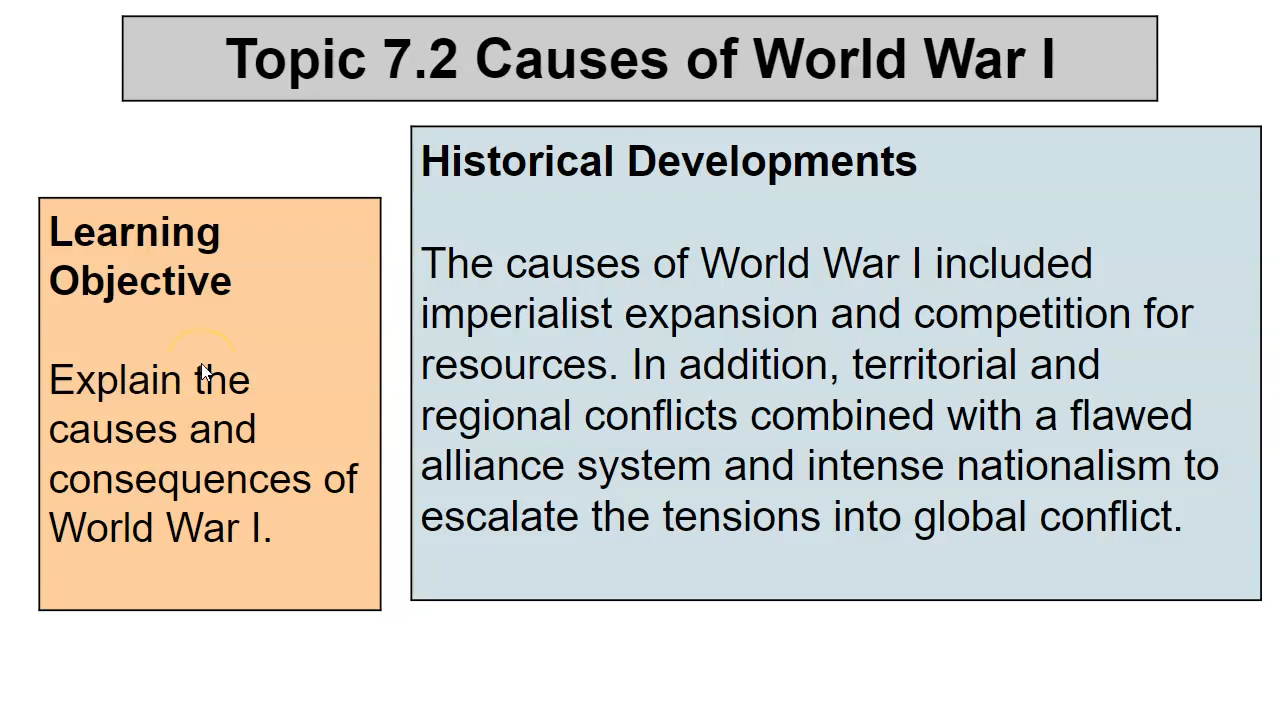 Topic 7.2 Causes of World War I
Learning
Objective
Explain the
causes and
consequences of
World War I.
Historical Developments
The causes of World War I included
imperialist expansion and competition for
resources. In addition, territorial and
regional conflicts combined with a flawed
alliance system and intense nationalism to
escalate the tensions into global conflict.